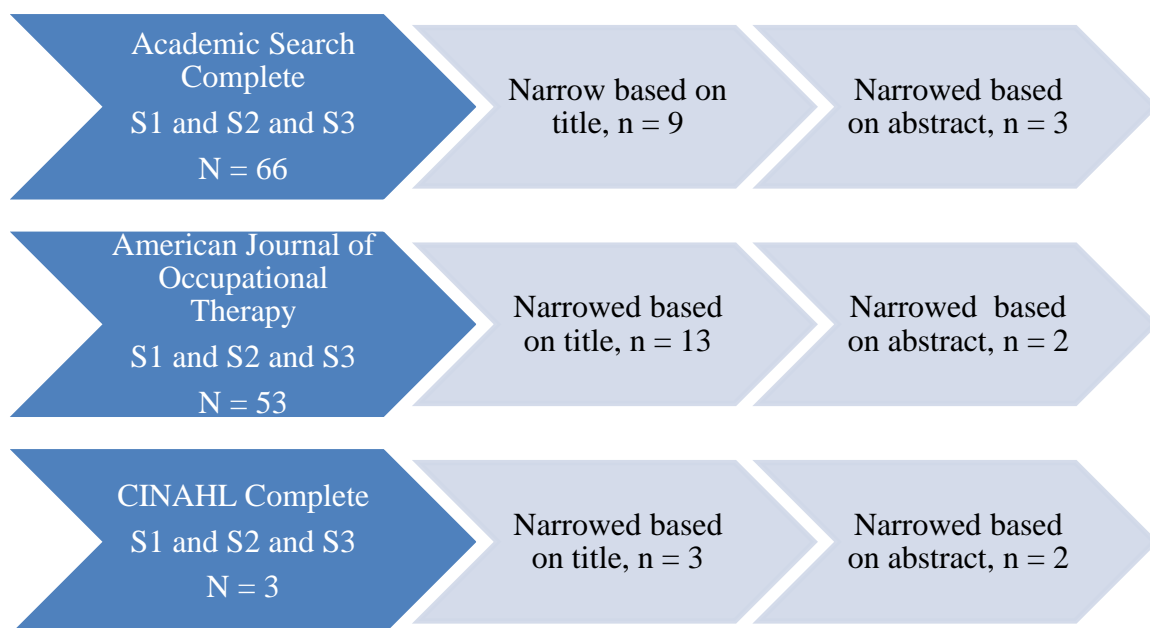 Academic Search
Complete
S1 and S2 and S3
N = 66
Narrow based on
title, n = 9
Narrowed based
on abstract, n = 3
American Journal of
Occupational
Therapy
S1 and S2 and S3
N = 53
Narrowed based
on title, n = 13
Narrowed  based
on abstract, n = 2
CINAHL Complete
S1 and S2 and S3
N = 3
Narrowed based
on title, n = 3
Narrowed based
on abstract, n = 2